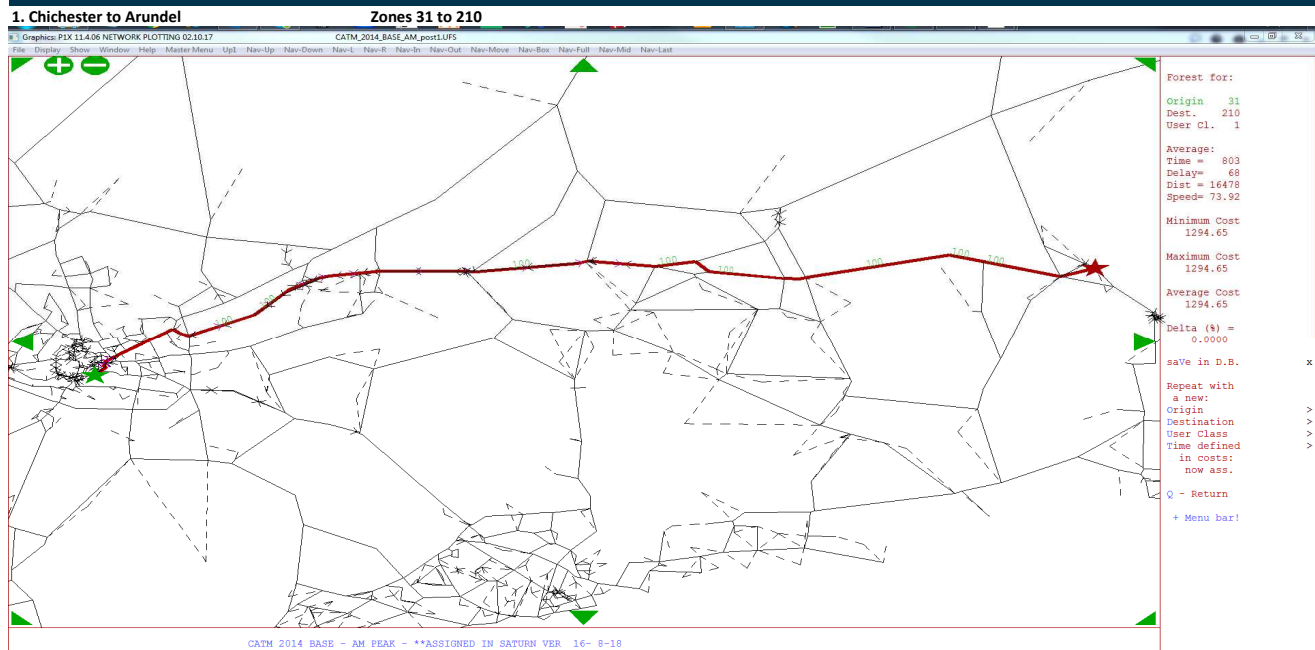 1. Chichester to Arundel Zones 31 to 210
Graphics: P1X 11.4.06 NETWORK PLOTTING 02.10.17 CATM_2014_BASE_AM_post1.UFS
File Display Show Window Help Master Menu Up1 Nav-Up Nav-Down Nav-L Nav-R Nav-In Nav-Out Nav-Move Nav-Box Nav-Full Nav-Mid Nav-Last
Forest for:
Origin 31
Dest. 210
User Cl. 1
Average:
Time = 803
Delay= 68
Dist = 16478
Speed= 73.92
Minimum Cost
1294.65
Maximum Cost
1294.65
Average Cost
1294.65
Delta (%) =
0.0000
saVe in D.B. x
Repeat with
a new:
Origin >
Destination >
User Class >
Time defined >
in costs:
now ass.
Q - Return
+ Menu bar!
100
100
100
100
100
100
CATM 2014 BASE - AM PEAK - **ASSIGNED IN SATURN VER 16- 8-18